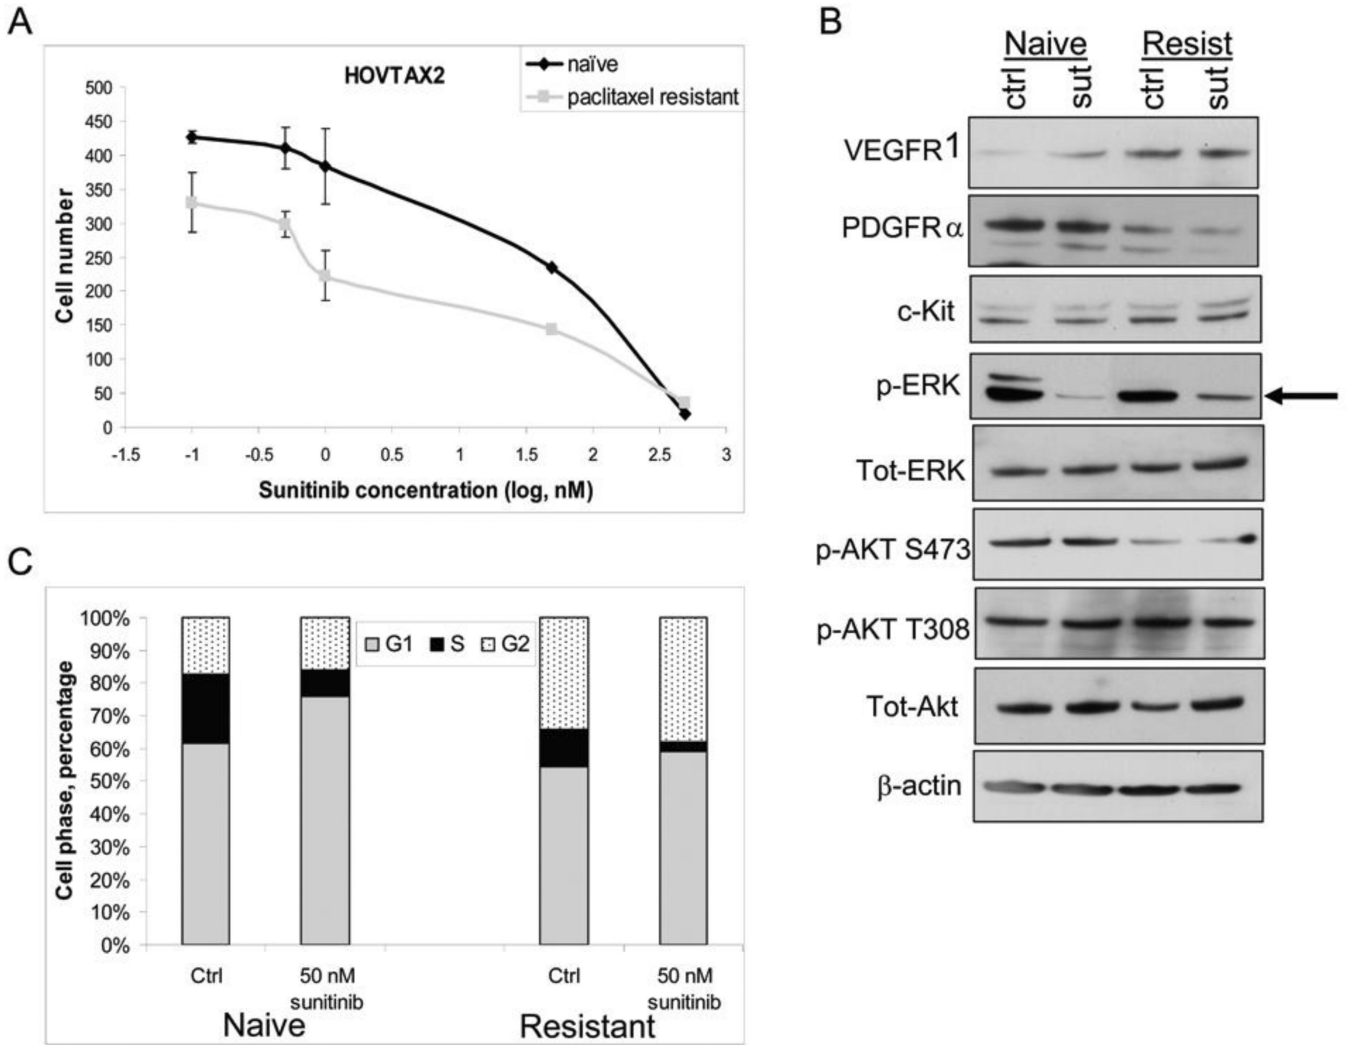 A
HOVTAX2
naïve
paclitaxel resistant
500
450
400
350
300
250
200
150
100
50
0
Cell number
-1.5 -1 -0.5 0 0.5 1 1.5 2 2.5 3
Sunitinib concentration (log, nM)
B
Naive Resist
ctrl sut ctrl sut
VEGFR1
PDGFR α
c-Kit
p-ERK
Tot-ERK
p-AKT S473
p-AKT T308
Tot-Akt
β-actin
C
100%
90%
80%
70%
60%
50%
40%
30%
20%
10%
0%
Cell phase, percentage
G1 S G2
Ctrl 50 nM Ctrl 50 nM
sunitinib sunitinib
Naive Resistant